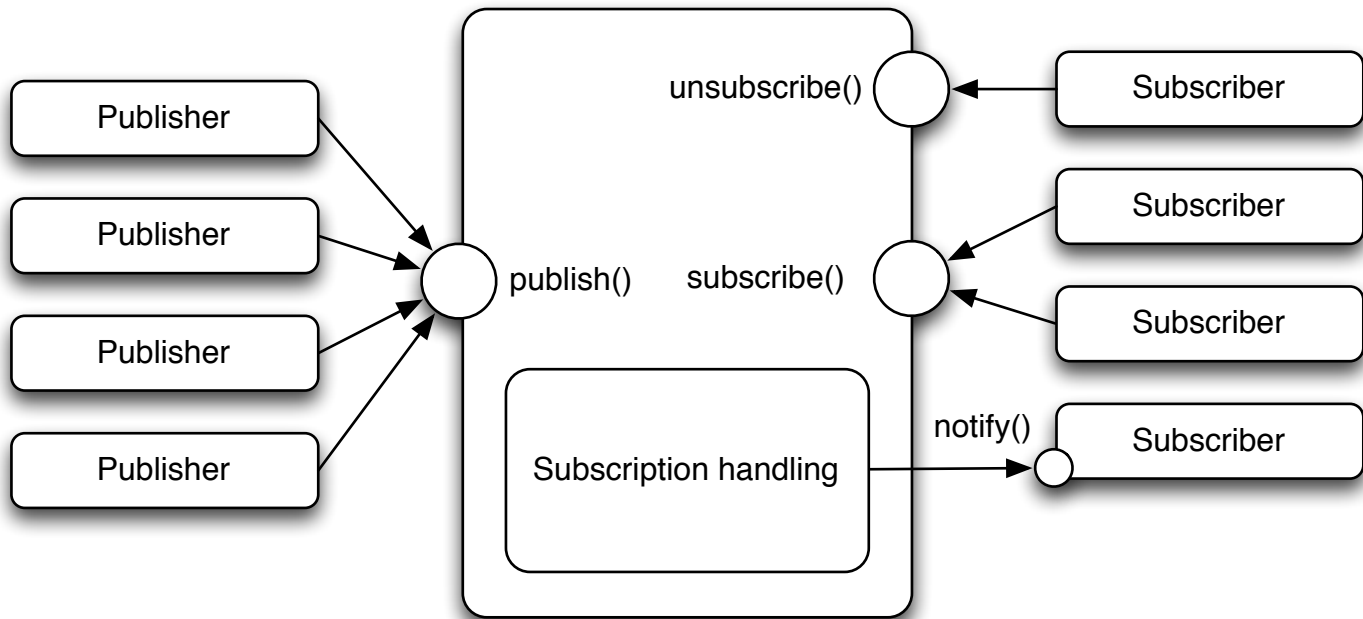 Publisher
Publisher
Publisher
Publisher
publish()
unsubscribe()
subscribe()
Subscription handling
notify()
Subscriber
Subscriber
Subscriber
Subscriber